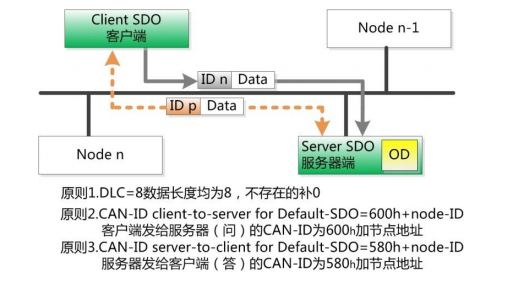 Client SDO
客户端
Node n-1
ID n Data
ID p Data
Node n
Server SDO
服务器端
OD
原则1.DLC=8数据长度均为8，不存在的补0
原则2.CAN-ID client-to-server for Default-SDO=600h+node-ID
客户端发给服务器（问）的CAN-ID为600h加节点地址
原则3.CAN-ID server-to-client for Default-SDO=580h+node-ID
服务器发给客户端（答）的CAN-ID为580h加节点地址